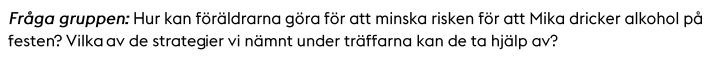 Fråga gruppen: Hur kan föräldrarna göra för att minska risken för att Mika dricker alkohol på
festen? Vilka av de strategier vi nämnt under träffarna kan de ta hjälp av?